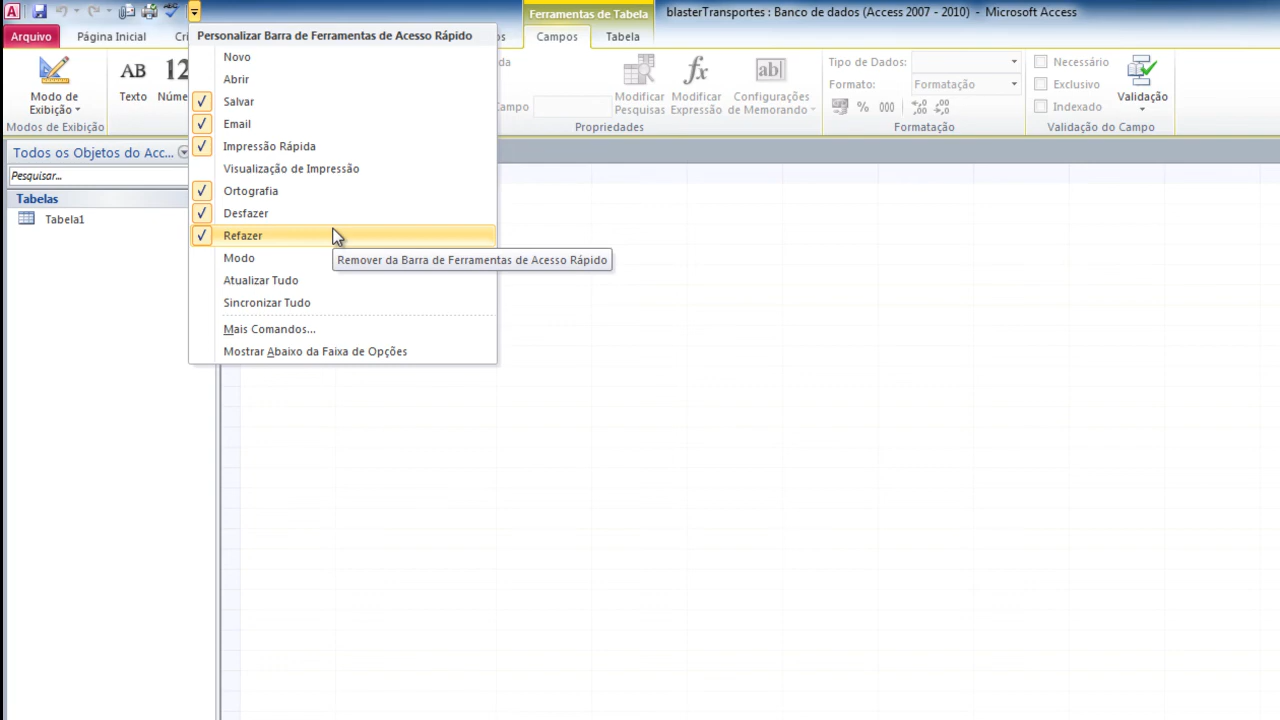 blasterTransportes : Banco de dados (Access 2007 - 2010) - Microsoft Access
Ferramentas de Tabela
Arquivo
Página Inicial
Campos
Tabela
Personalizar Barra de Ferramentas de Acesso Rápido
Novo
Abrir
Salvar
Email
Impressão Rápida
Visualização de Impressão
Ortografia
Desfazer
Refazer
Modo
Atualizar Tudo
Sincronizar Tudo
Mais Comandos...
Mostrar Abaixo da Faixa de Opções
Remover da Barra de Ferramentas de Acesso Rápido
Modo de
Exibição
Modos de Exibição
AB
Texto
12
Modificar
Pesquisas
fx
Modificar
Expressão
ab
Configurações
de Memorando
Propriedades
Tipo de Dados:
Formato:
Formatação
% 000
Formatação
Necessário
Exclusivo
Indexado
Validação
Validação do Campo
Todos os Objetos do Acc...
Pesquisar...
Tabelas
Tabela1